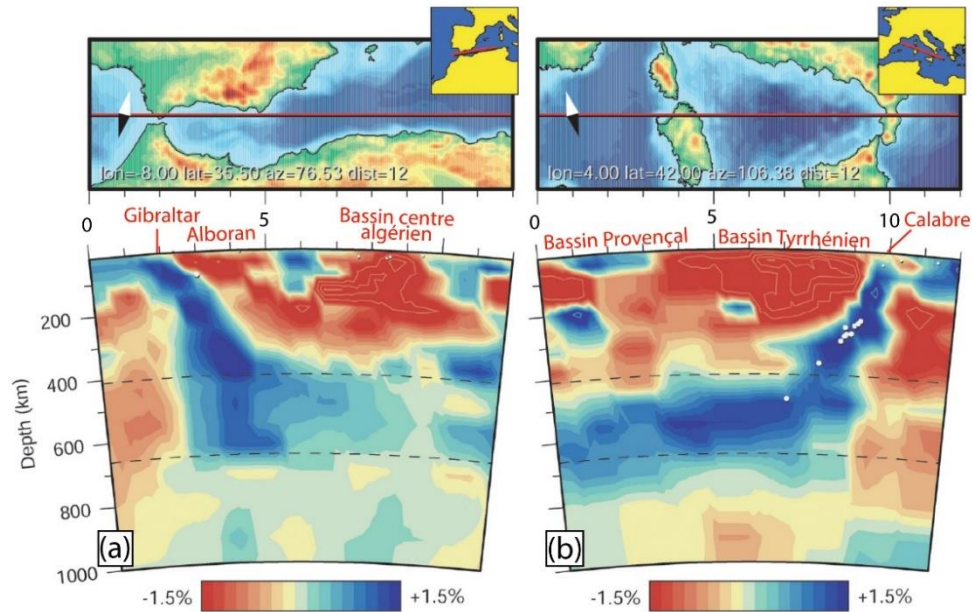 lon=-8.00 lat=35.50 az=76.53 dist=12
0
5
Gibraltar
Alboran
Bassin centre
algérien
200
400
600
800
1000
Depth (km)
(a)
-1.5%
+1.5%
lon=4.00 lat=42.00 az=106.38 dist=12
0
5
10
Calabre
Bassin Provençal
Bassin Tyrrhénien
(b)
-1.5%
+1.5%